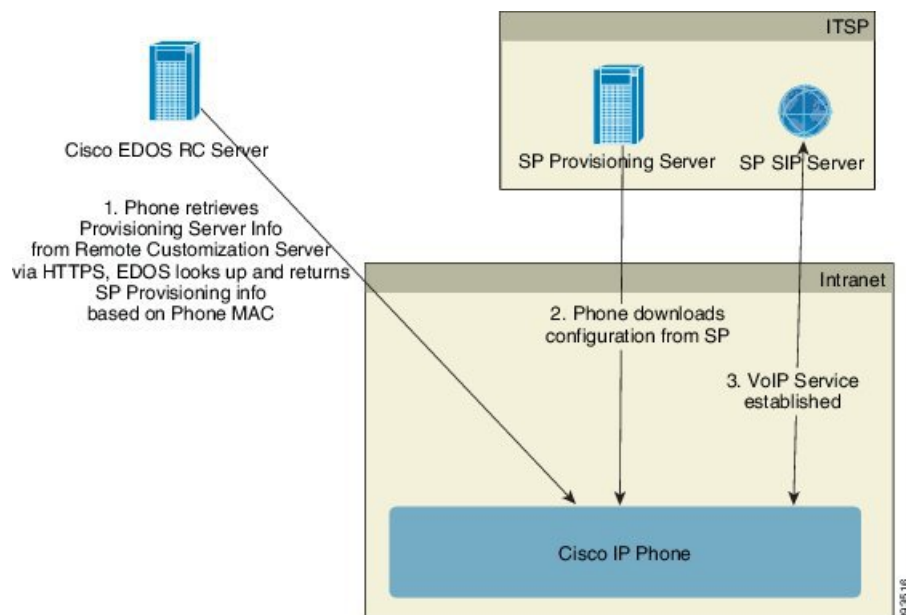 ITSP
Cisco EDOS RC Server
SP Provisioning Server
SP SIP Server
1. Phone retrieves
Provisioning Server Info
from Remote Customization Server
via HTTPS, EDOS looks up and returns
SP Provisioning info
based on Phone MAC
Intranet
2. Phone downloads
configuration from SP
3. VoIP Service
established
Cisco IP Phone